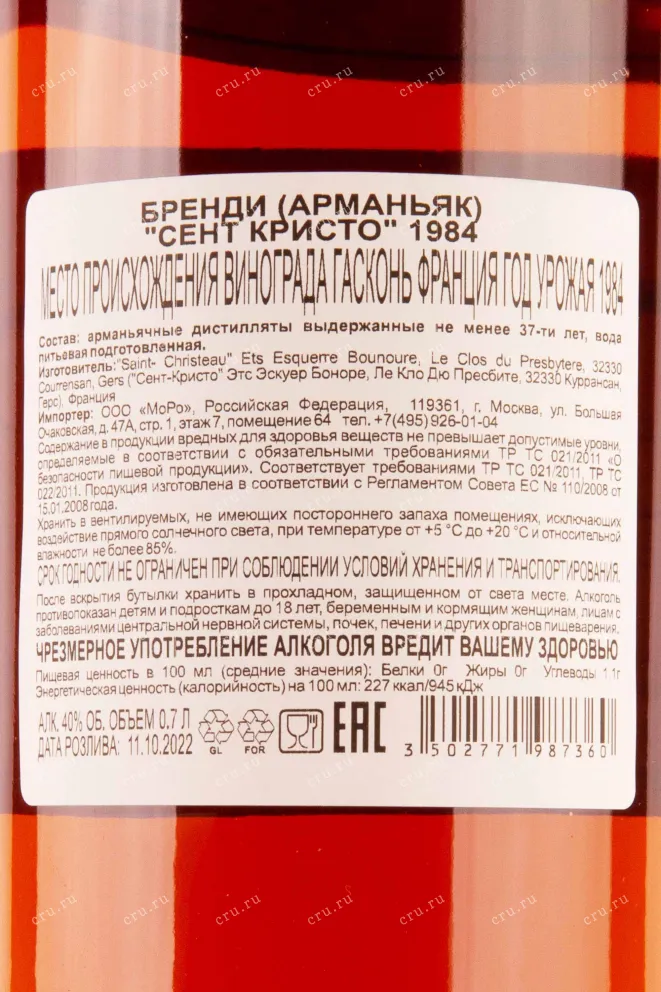 БРЕНДИ (АРМАНЬЯК)
"СЕНТ КРИСТО" 1984
МЕСТО ПРОИСХОЖДЕНИЯ ВИНОГРАДА ГАСКОНЬ ФРАНЦИЯ ГОД УРОЖАЯ 1984
Состав: арманьячные дистилляты выдержанные не менее 37-ти лет, вода
питьевая подготовленная.
Изготовитель:"Saint- Christeau" Ets Esquerre Bounoure, Le Clos du Presbytere, 32330
Courrensan, Gers ("Сент-Кристо" Этс Эскуер Боноре, Ле Кло Дю Пресбите, 32330 Куррансан,
Герс), Франция
Импортер: ООО «МоРо», Российская Федерация, 119361, г. Москва, ул. Большая
Очаковская, д. 47А, стр. 1, этаж 7, помещение 64 тел. +7(495) 926-01-04
Содержание в продукции вредных для здоровья веществ не превышает допустимые уровни,
определяемые в соответствии с обязательными требованиями ТР ТС 021/2011 «О
безопасности пищевой продукции». Соответствует требованиям ТР ТС 021/2011, ТР ТС
022/2011. Продукция изготовлена в соответствии с Регламентом Совета ЕС № 110/2008 от
15.01.2008 года.
Хранить в вентилируемых, не имеющих постороннего запаха помещениях, исключающих
воздействие прямого солнечного света, при температуре от +5 °С до +20 °С и относительной
влажности не более 85%.
СРОК ГОДНОСТИ НЕ ОГРАНИЧЕН ПРИ СОБЛЮДЕНИИ УСЛОВИЙ ХРАНЕНИЯ И ТРАНСПОРТИРОВАНИЯ.
После вскрытия бутылки хранить в прохладном, защищенном от света месте. Алкоголь
противопоказан детям и подросткам до 18 лет, беременным и кормящим женщинам, лицам с
заболеваниями центральной нервной системы, почек, печени и других органов пищеварения.
ЧРЕЗМЕРНОЕ УПОТРЕБЛЕНИЕ АЛКОГОЛЯ ВРЕДИТ ВАШЕМУ ЗДОРОВЬЮ
Пищевая ценность в 100 мл (средние значения): Белки 0г Жиры 0г Углеводы 1.1г
Энергетическая ценность (калорийность) на 100 мл: 227 ккал/945 кДж
АЛК. 40% ОБ. ОБЪЕМ 0.7 Л
ДАТА РОЗЛИВА: 11.10.2022
GL
FOR
EAC
3 502771 987360
cru.ru